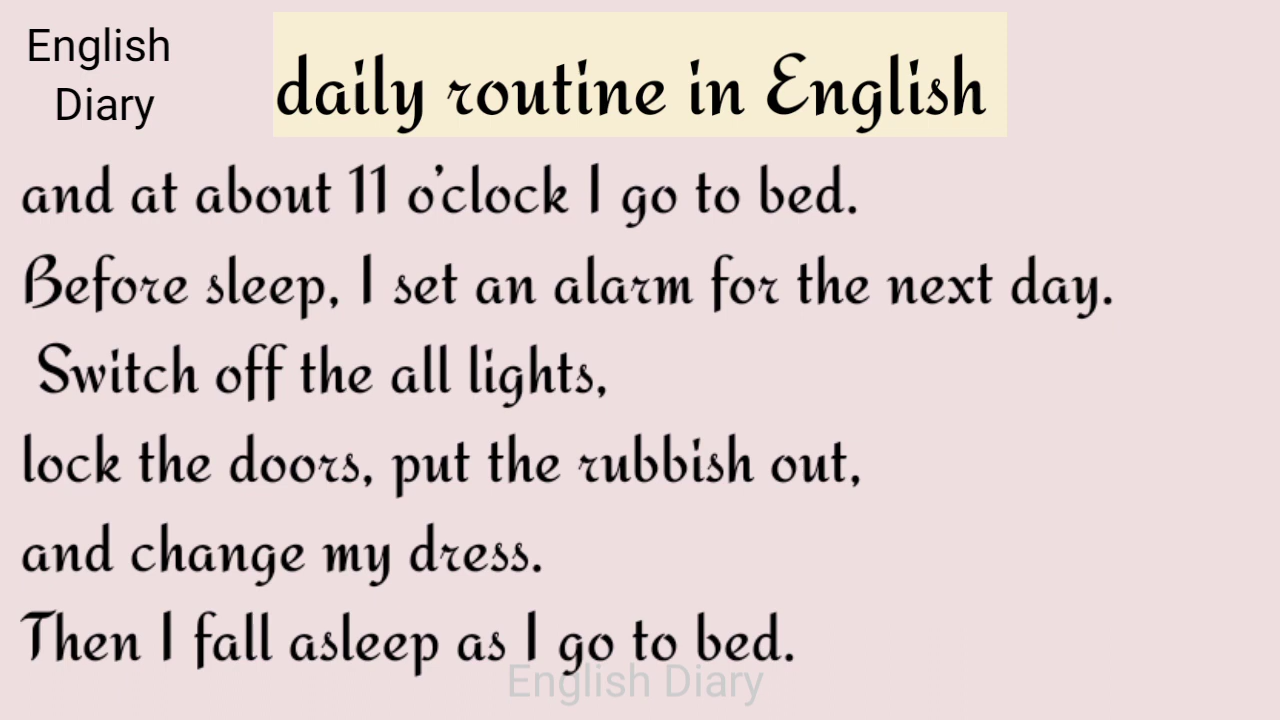 English
Diary
daily routine in English
and at about 11 o'clock I go to bed.
Before sleep, I set an alarm for the next day.
Switch off the all lights,
lock the doors, put the rubbish out,
and change my dress.
Then I fall asleep as I go to bed.
English Diary